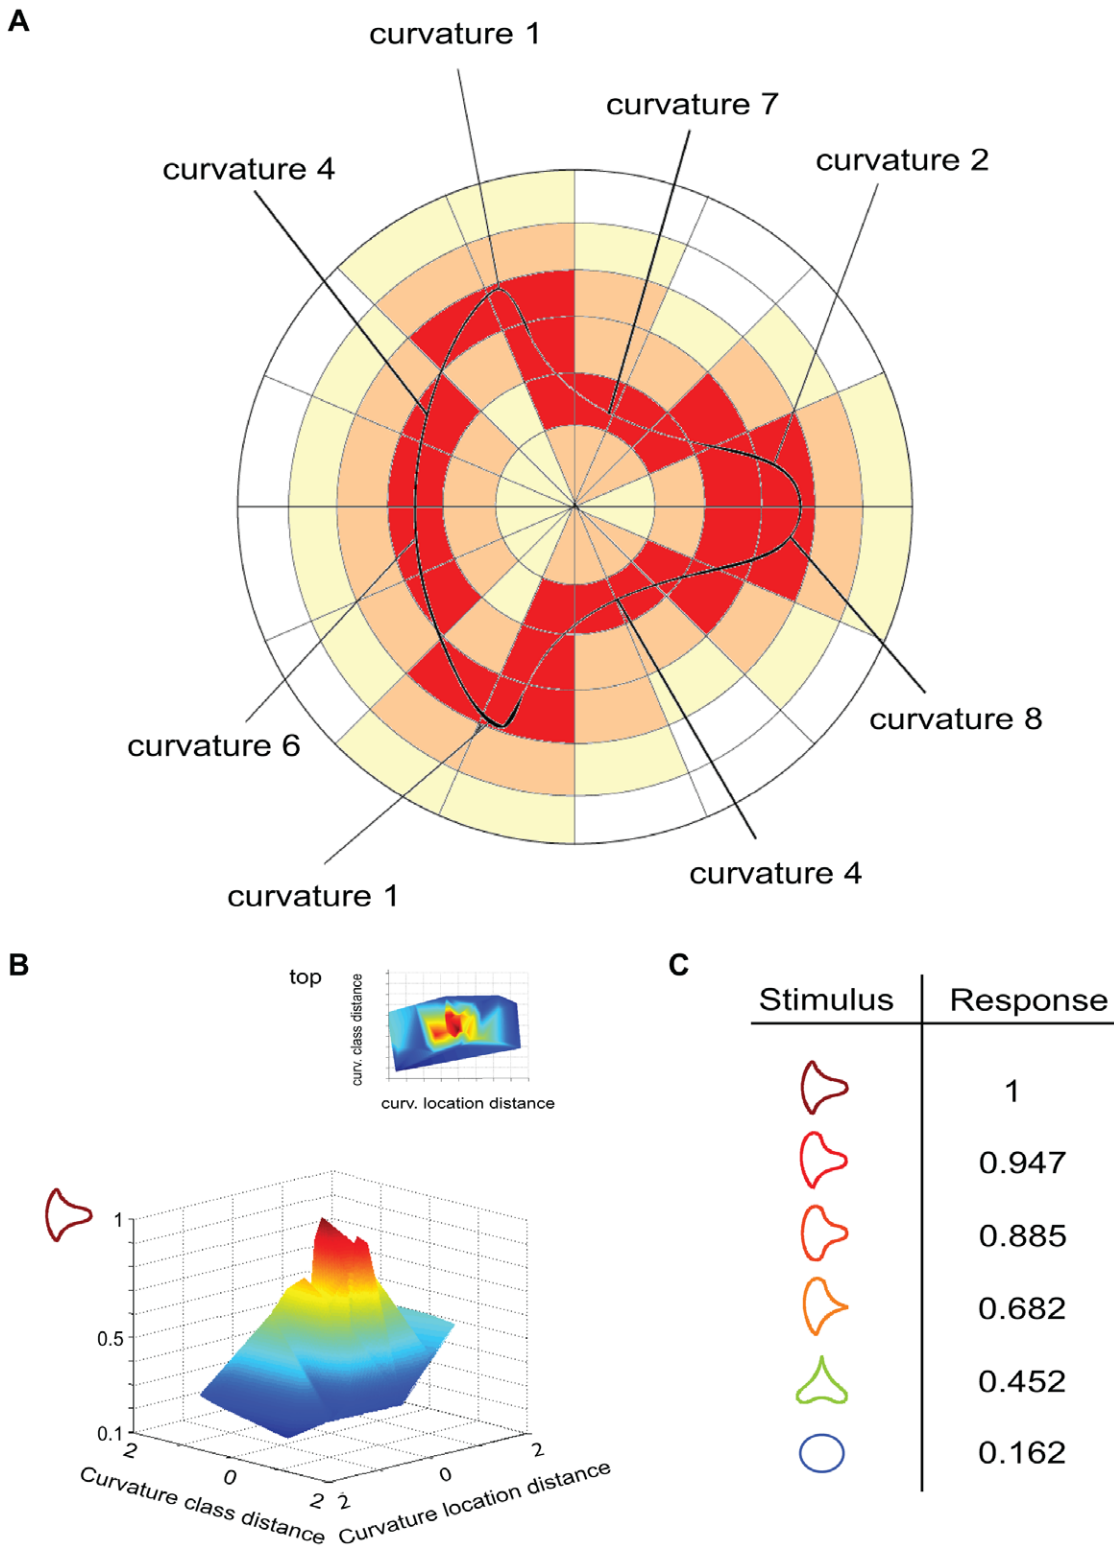 A
curvature 1
curvature 7
curvature 2
curvature 4
curvature 8
curvature 6
curvature 4
curvature 1
B
top
curv. class distance
curv. location distance
1
0.5
0.1
2
0
2
2
0
2
Curvature class distance
Curvature location distance
C
Stimulus Response
1
0.947
0.885
0.682
0.452
0.162